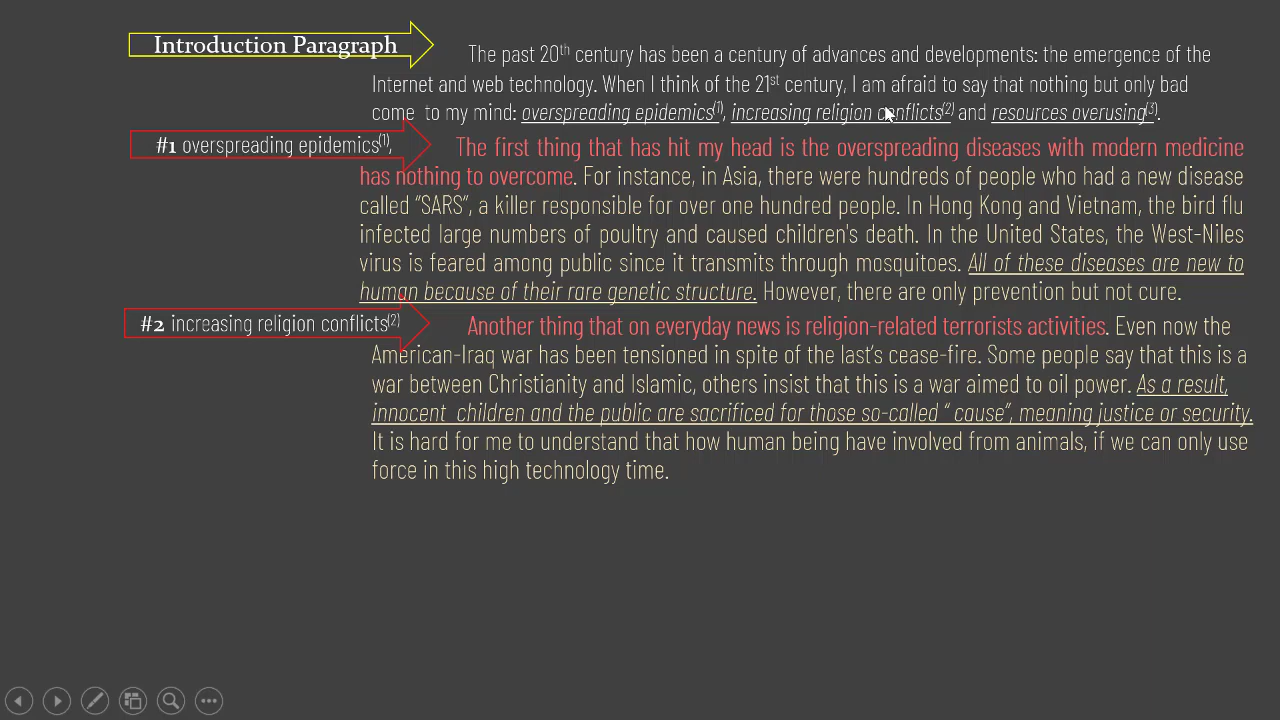 Introduction Paragraph
The past 20th century has been a century of advances and developments: the emergence of the
Internet and web technology. When I think of the 21st century, I am afraid to say that nothing but only bad
come to my mind: overspreading epidemics(1), increasing religion conflicts(2) and resources overusing(3).
#1 overspreading epidemics(1),
The first thing that has hit my head is the overspreading diseases with modern medicine
has nothing to overcome. For instance, in Asia, there were hundreds of people who had a new disease
called “SARS”, a killer responsible for over one hundred people. In Hong Kong and Vietnam, the bird flu
infected large numbers of poultry and caused children's death. In the United States, the West-Niles
virus is feared among public since it transmits through mosquitoes. All of these diseases are new to
human because of their rare genetic structure. However, there are only prevention but not cure.
#2 increasing religion conflicts(2)
Another thing that on everyday news is religion-related terrorists activities. Even now the
American-Iraq war has been tensioned in spite of the last's cease-fire. Some people say that this is a
war between Christianity and Islamic, others insist that this is a war aimed to oil power. As a result,
innocent children and the public are sacrificed for those so-called “ cause”, meaning justice or security.
It is hard for me to understand that how human being have involved from animals, if we can only use
force in this high technology time.